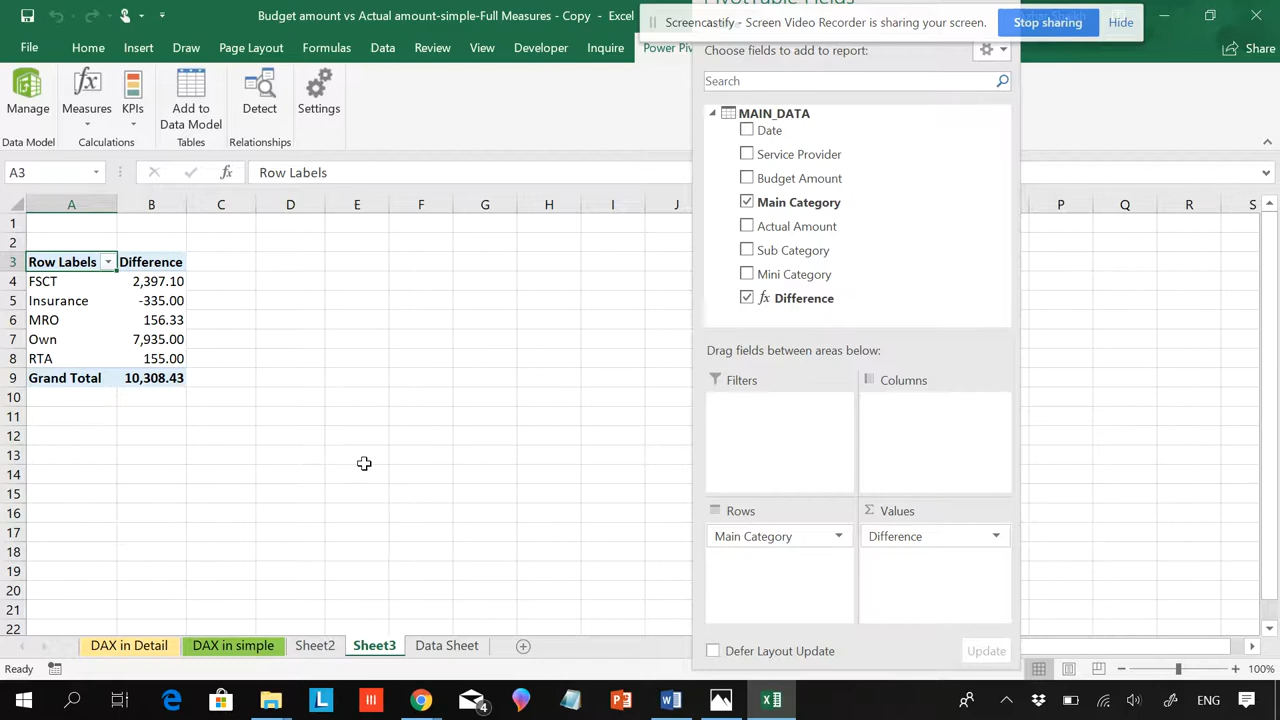 Budget amount vs Actual amount simple-Full Measures - Copy - Excel
Screencastify - Screen Video Recorder is sharing your screen.
Stop sharing
Hide
File
Home
Insert
Draw
Page Layout
Formulas
Data
Review
View
Developer
Inquire
Power Piv
Share
PivotTable Fields
Choose fields to add to report:
Search
Manage
Measures
KPIs
Add to
Data Model
Detect
Settings
Data Model
Calculations
Tables
Relationships
A3
fx
Row Labels
A B C D E F G H I J P Q R S
1
2
3 Row Labels Difference
4 FSCT 2,397.10
5 Insurance -335.00
6 MRO 156.33
7 Own 7,935.00
8 RTA 155.00
9 Grand Total 10,308.43
10
11
12
13
14
15
16
17
18
19
20
21
22
MAIN_DATA
Date
Service Provider
Budget Amount
Main Category
Actual Amount
Sub Category
Mini Category
fx Difference
Drag fields between areas below:
Filters
Columns
Rows
Σ Values
Main Category
Difference
Defer Layout Update
Update
DAX in Detail
DAX in simple
Sheet2
Sheet3
Data Sheet
Ready
100%
4
ENG